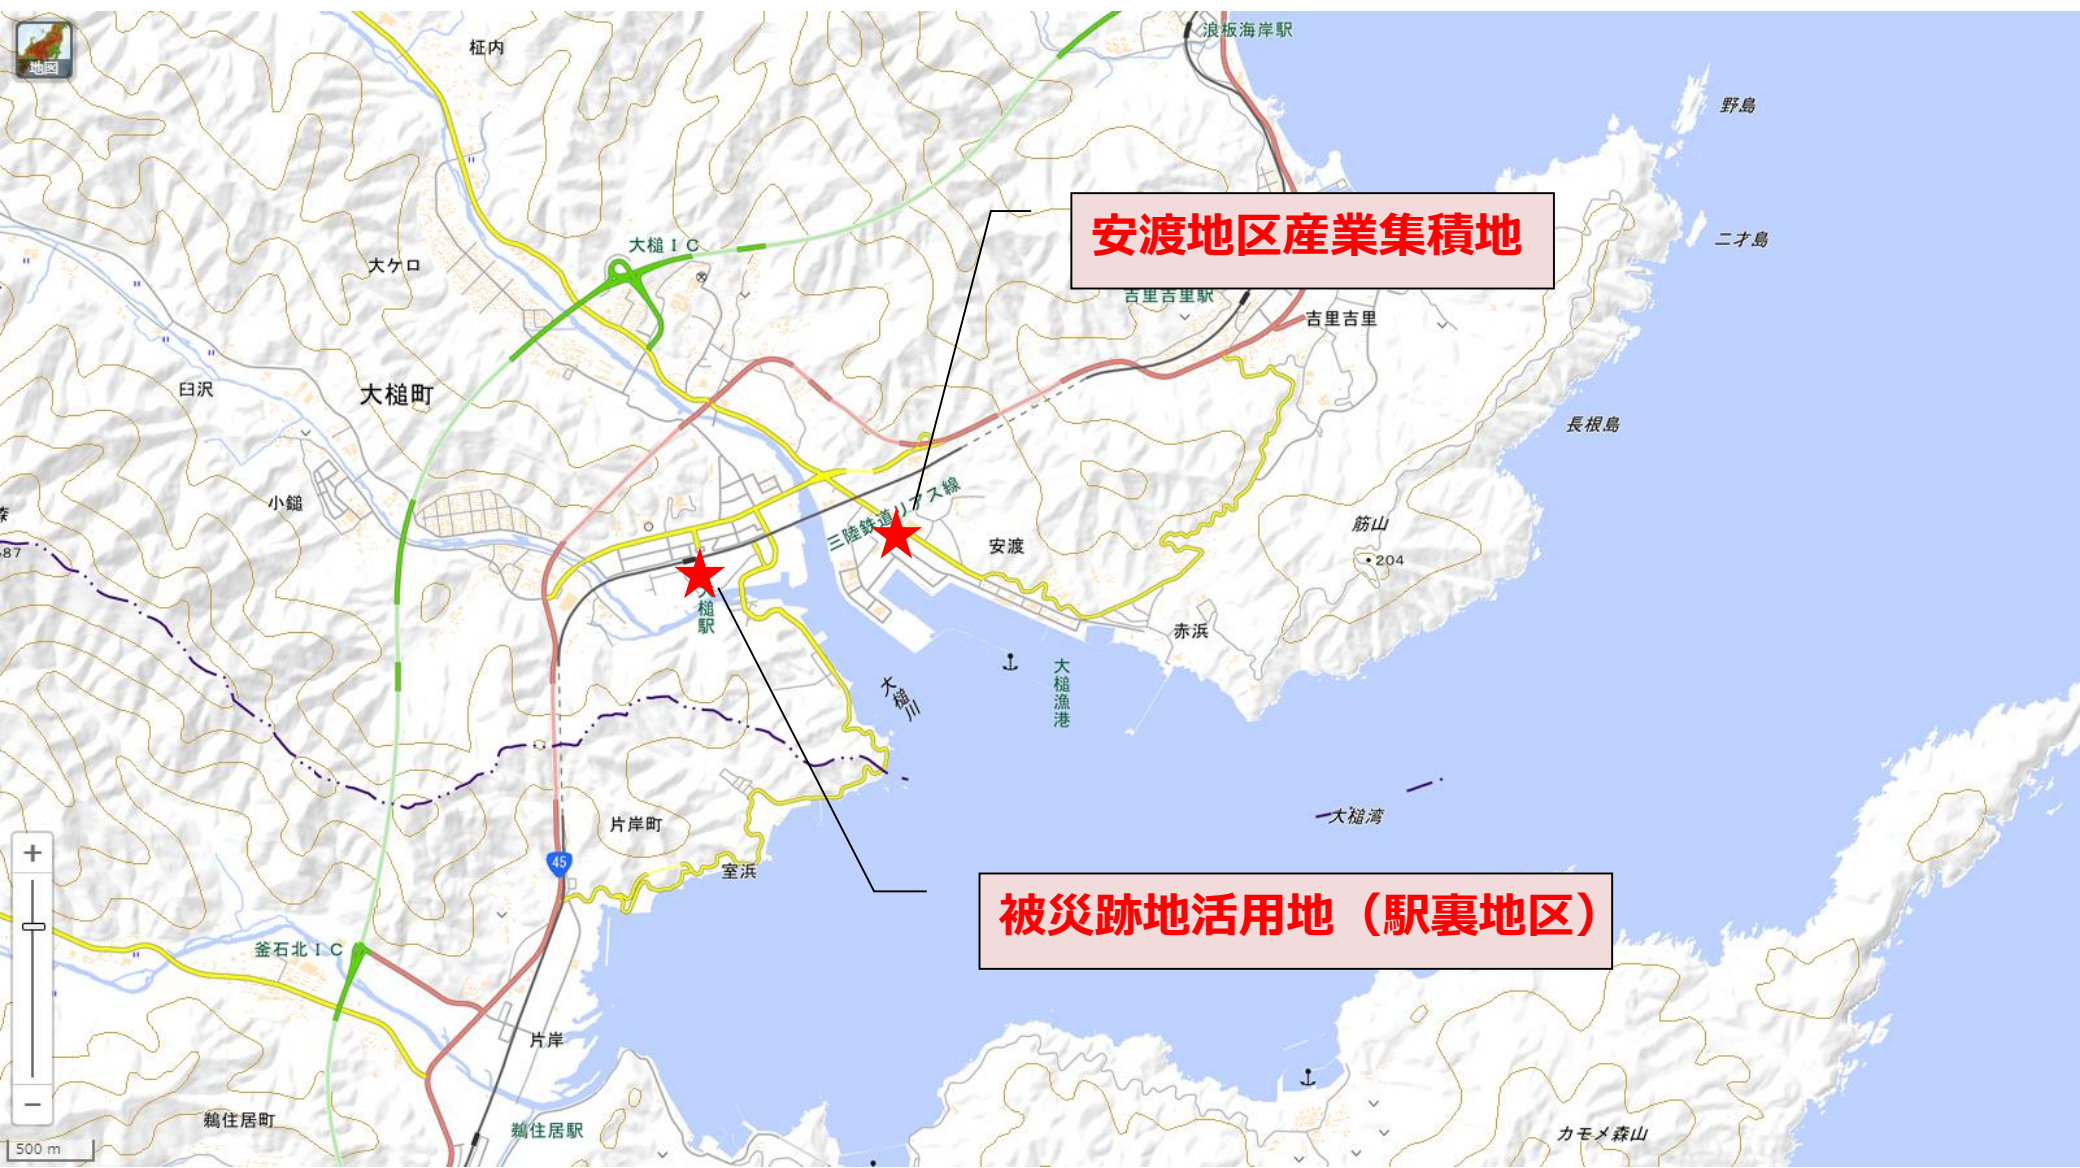 浪板海岸駅
地図
柾内
野島
安渡地区産業集積地
二才島
大槌ＩＣ
大ケ口
吉里吉里駅
吉里吉里
臼沢
大槌町
長根島
小鎚
三陸鉄道リアス線
筋山
204
安渡
87
大槌駅
赤浜
大槌漁港
大槌川
大槌湾
片岸町
45
室浜
被災跡地活用地（駅裏地区）
釜石北ＩＣ
片岸
鵜住居町
鵜住居駅
カモメ森山
500 m